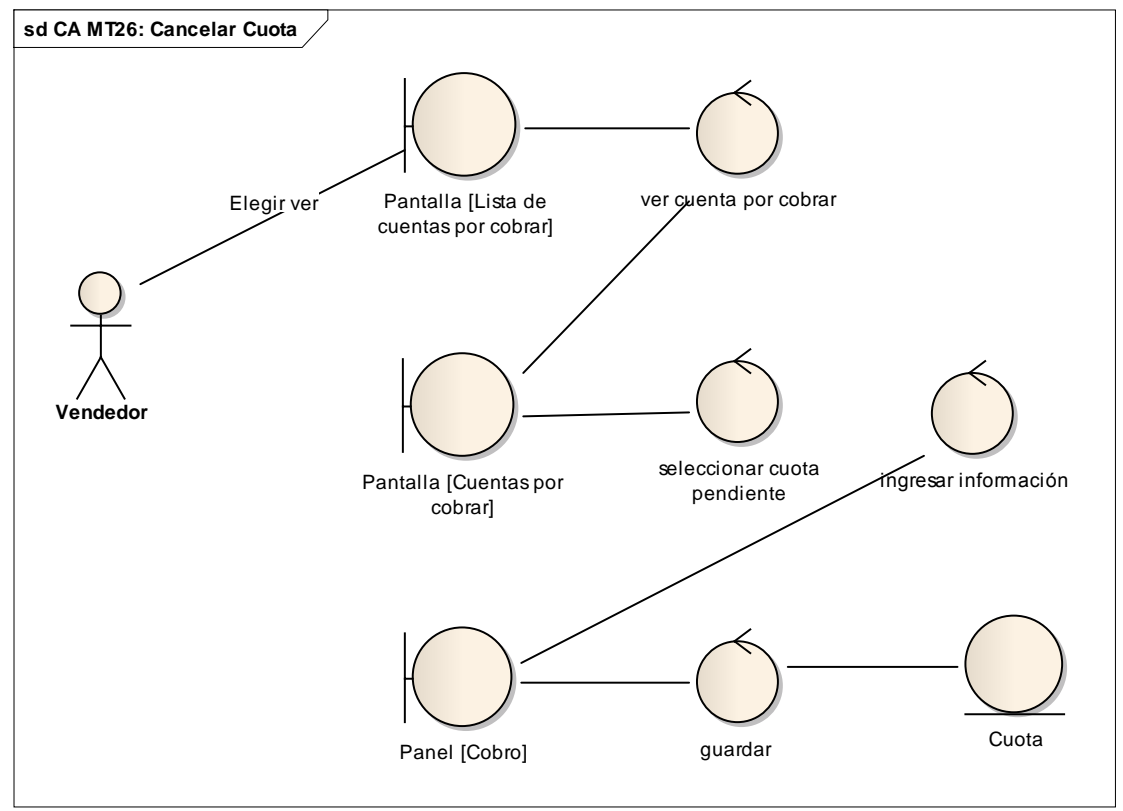 sd CA MT26: Cancelar Cuota
Elegir ver
Pantalla [Lista de
cuentas por cobrar]
ver cuenta por cobrar
Vendedor
Pantalla [Cuentas por
cobrar]
seleccionar cuota
pendiente
ingresar información
Panel [Cobro]
guardar
Cuota